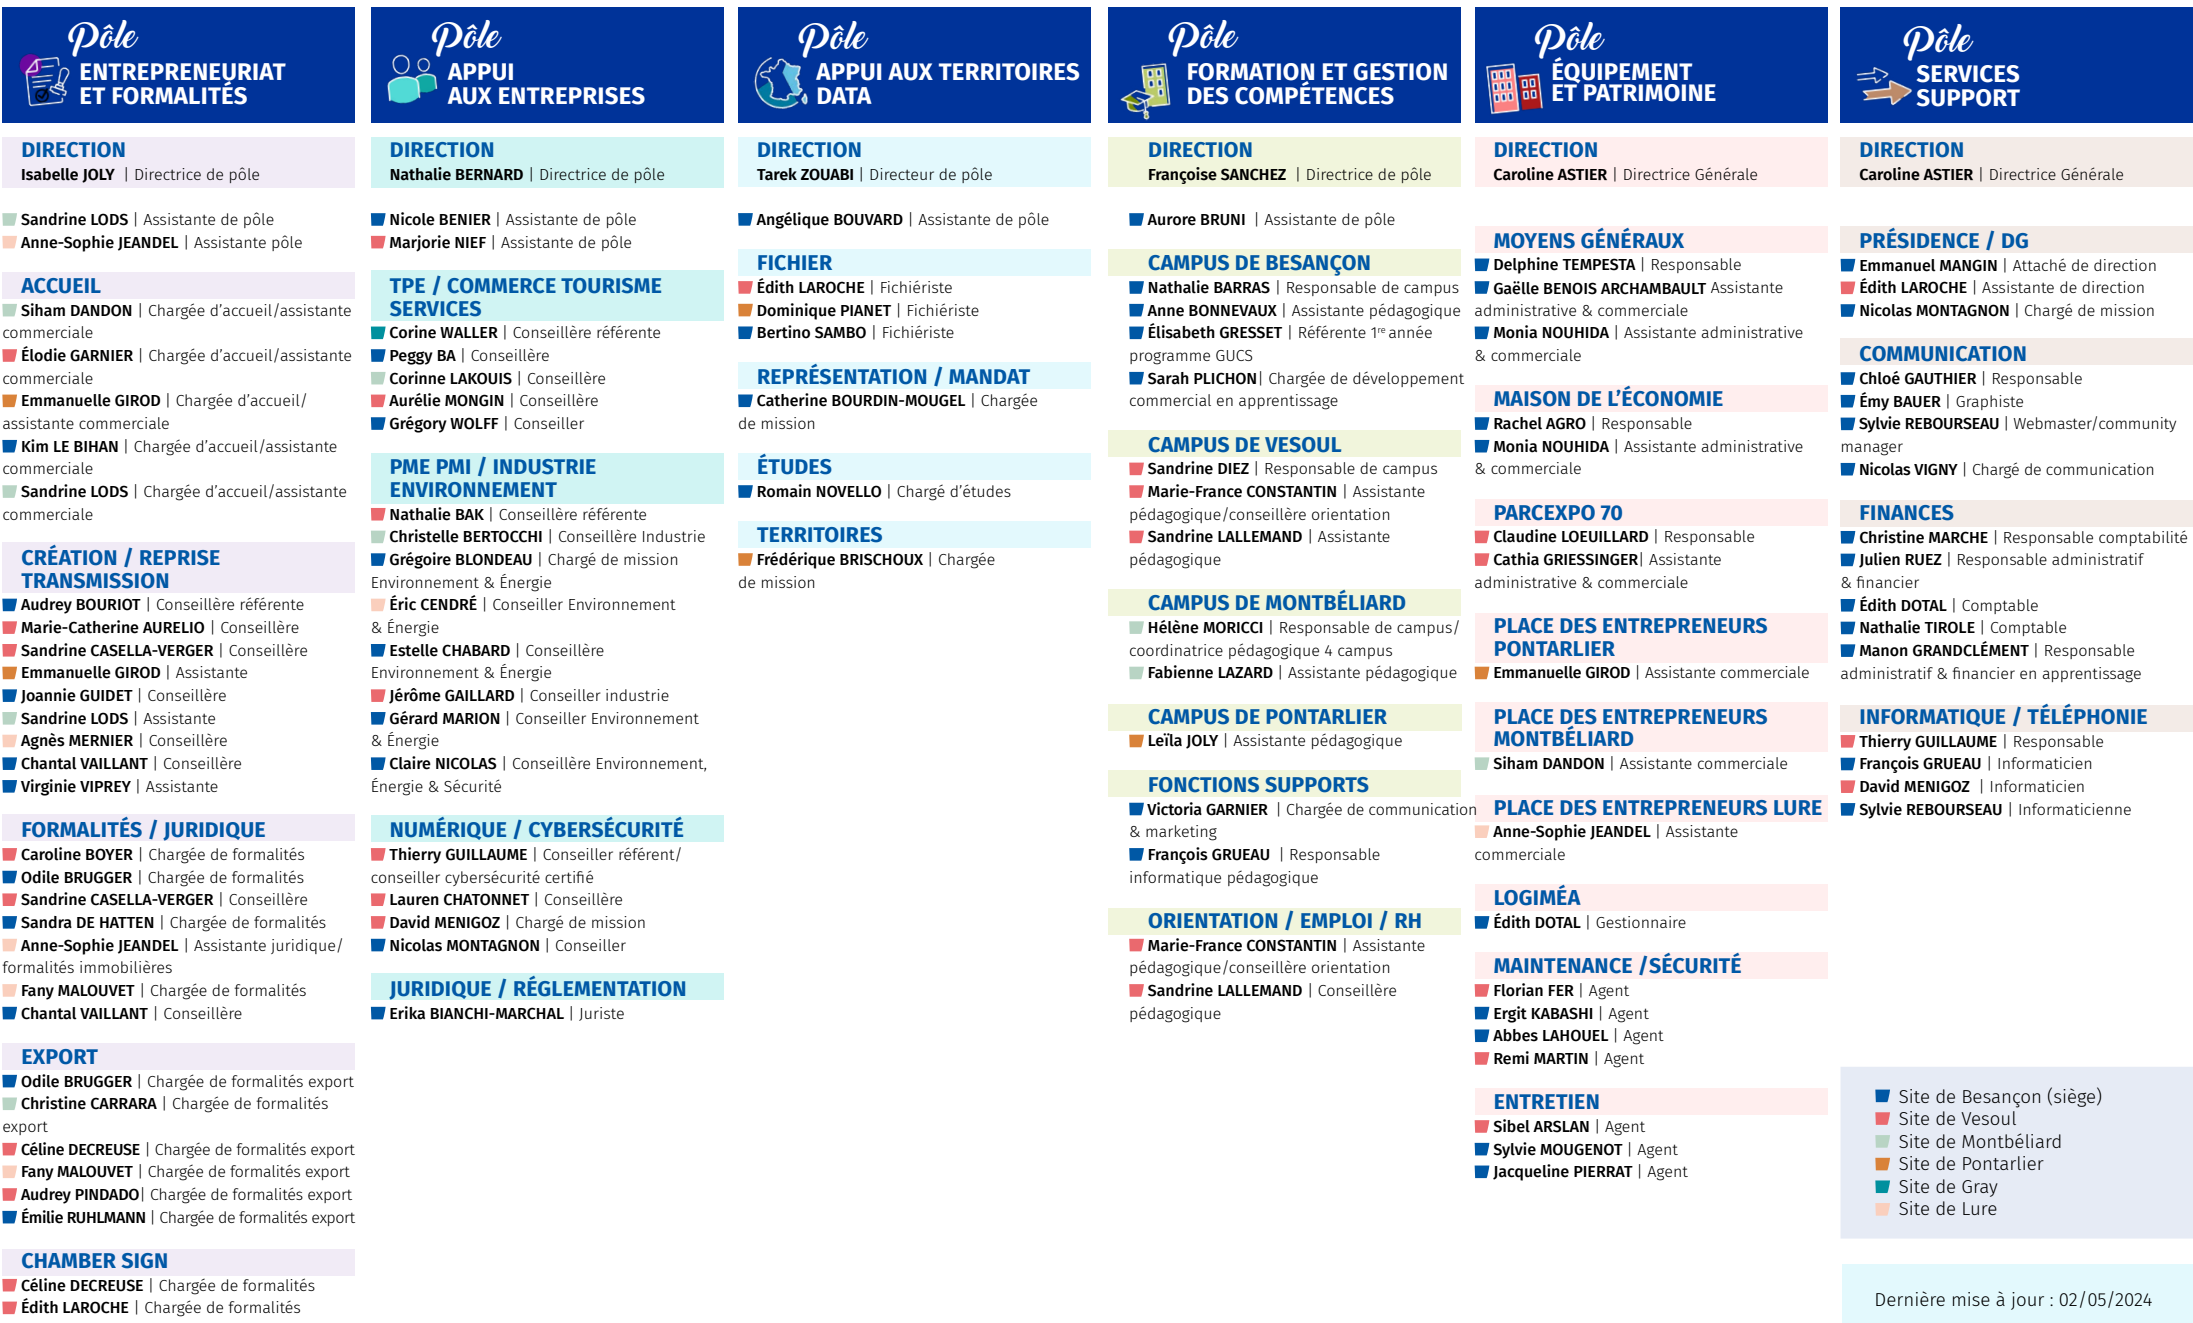 Pôle
ENTREPRENEURIAT
ET FORMALITÉS
DIRECTION
Isabelle JOLY | Directrice de pôle
Sandrine LODS | Assistante de pôle
Anne-Sophie JEANDEL | Assistante pôle
ACCUEIL
Siham DANDON | Chargée d'accueil/assistante
commerciale
Élodie GARNIER | Chargée d'accueil/assistante
commerciale
Emmanuelle GIROD | Chargée d'accueil/
assistante commerciale
Kim LE BIHAN | Chargée d'accueil/assistante
commerciale
Sandrine LODS | Chargée d'accueil/assistante
commerciale
CRÉATION / REPRISE
TRANSMISSION
Audrey BOURIOT | Conseillère référente
Marie-Catherine AURELIO | Conseillère
Sandrine CASELLA-VERGER | Conseillère
Emmanuelle GIROD | Assistante
Joannie GUIDET | Conseillère
Sandrine LODS | Assistante
Agnès MERNIER | Conseillère
Chantal VAILLANT | Conseillère
Virginie VIPREY | Assistante
FORMALITÉS / JURIDIQUE
Caroline BOYER | Chargée de formalités
Odile BRUGGER | Chargée de formalités
Sandrine CASELLA-VERGER | Conseillère
Sandra DE HATTEN | Chargée de formalités
Anne-Sophie JEANDEL | Assistante juridique/
formalités immobilières
Fany MALOUVET | Chargée de formalités
Chantal VAILLANT | Conseillère
EXPORT
Odile BRUGGER | Chargée de formalités export
Christine CARRARA | Chargée de formalités
export
Céline DECREUSE | Chargée de formalités export
Fany MALOUVET | Chargée de formalités export
Audrey PINDADO| Chargée de formalités export
Émilie RUHLMANN | Chargée de formalités export
CHAMBER SIGN
Céline DECREUSE | Chargée de formalités
Édith LAROCHE | Chargée de formalités
Pôle
APPUI
AUX ENTREPRISES
DIRECTION
Nathalie BERNARD | Directrice de pôle
Nicole BENIER | Assistante de pôle
Marjorie NIEF | Assistante de pôle
TPE / COMMERCE TOURISME
SERVICES
Corine WALLER | Conseillère référente
Peggy BA | Conseillère
Corinne LAKOUIS | Conseillère
Aurélie MONGIN | Conseillère
Grégory WOLFF | Conseiller
PME PMI / INDUSTRIE
ENVIRONNEMENT
Nathalie BAK | Conseillère référente
Christelle BERTOCCHI | Conseillère Industrie
Grégoire BLONDEAU | Chargé de mission
Environnement & Énergie
Éric CENDRÉ | Conseiller Environnement
& Énergie
Estelle CHABARD | Conseillère
Environnement & Énergie
Jérôme GAILLARD | Conseiller industrie
Gérard MARION | Conseiller Environnement
& Énergie
Claire NICOLAS | Conseillère Environnement,
Énergie & Sécurité
NUMÉRIQUE / CYBERSÉCURITÉ
Thierry GUILLAUME | Conseiller référent/
conseiller cybersécurité certifié
Lauren CHATONNET | Conseillère
David MENIGOZ | Chargé de mission
Nicolas MONTAGNON | Conseiller
JURIDIQUE / RÉGLEMENTATION
Erika BIANCHI-MARCHAL | Juriste
Pôle
APPUI AUX TERRITOIRES
DATA
DIRECTION
Tarek ZOUABI | Directeur de pôle
Angélique BOUVARD | Assistante de pôle
FICHIER
Édith LAROCHE | Fichiériste
Dominique PIANET | Fichiériste
Bertino SAMBO | Fichiériste
REPRÉSENTATION / MANDAT
Catherine BOURDIN-MOUGEL | Chargée
de mission
ÉTUDES
Romain NOVELLO | Chargé d'études
TERRITOIRES
Frédérique BRISCHOUX | Chargée
de mission
Pôle
FORMATION ET GESTION
DES COMPÉTENCES
DIRECTION
Françoise SANCHEZ | Directrice de pôle
Aurore BRUNI | Assistante de pôle
CAMPUS DE BESANÇON
Nathalie BARRAS | Responsable de campus
Anne BONNEVAUX | Assistante pédagogique
Élisabeth GRESSET | Référente 1re année
programme GUCS
Sarah PLICHON| Chargée de développement
commercial en apprentissage
CAMPUS DE VESOUL
Sandrine DIEZ | Responsable de campus
Marie-France CONSTANTIN | Assistante
pédagogique/conseillère orientation
Sandrine LALLEMAND | Assistante
pédagogique
CAMPUS DE MONTBÉLIARD
Hélène MORICCI | Responsable de campus/
coordinatrice pédagogique 4 campus
Fabienne LAZARD | Assistante pédagogique
CAMPUS DE PONTARLIER
Leïla JOLY | Assistante pédagogique
FONCTIONS SUPPORTS
Victoria GARNIER | Chargée de communication
& marketing
François GRUEAU | Responsable
informatique pédagogique
ORIENTATION / EMPLOI / RH
Marie-France CONSTANTIN | Assistante
pédagogique/conseillère orientation
Sandrine LALLEMAND | Conseillère
pédagogique
Pôle
ÉQUIPEMENT
ET PATRIMOINE
DIRECTION
Caroline ASTIER | Directrice Générale
MOYENS GÉNÉRAUX
Delphine TEMPESTA | Responsable
Gaëlle BENOIS ARCHAMBAULT Assistante
administrative & commerciale
Monia NOUHIDA | Assistante administrative
& commerciale
MAISON DE L'ÉCONOMIE
Rachel AGRO | Responsable
Monia NOUHIDA | Assistante administrative
& commerciale
PARCEXPO 70
Claudine LOEUILLARD | Responsable
Cathia GRIESSINGER| Assistante
administrative & commerciale
PLACE DES ENTREPRENEURS
PONTARLIER
Emmanuelle GIROD | Assistante commerciale
PLACE DES ENTREPRENEURS
MONTBÉLIARD
Siham DANDON | Assistante commerciale
PLACE DES ENTREPRENEURS LURE
Anne-Sophie JEANDEL | Assistante
commerciale
LOGIMÉA
Édith DOTAL | Gestionnaire
MAINTENANCE /SÉCURITÉ
Florian FER | Agent
Ergit KABASHI | Agent
Abbes LAHOUEL | Agent
Remi MARTIN | Agent
ENTRETIEN
Sibel ARSLAN | Agent
Sylvie MOUGENOT | Agent
Jacqueline PIERRAT | Agent
Pôle
SERVICES
SUPPORT
DIRECTION
Caroline ASTIER | Directrice Générale
PRÉSIDENCE / DG
Emmanuel MANGIN | Attaché de direction
Édith LAROCHE | Assistante de direction
Nicolas MONTAGNON | Chargé de mission
COMMUNICATION
Chloé GAUTHIER | Responsable
Émy BAUER | Graphiste
Sylvie REBOURSEAU | Webmaster/community
manager
Nicolas VIGNY | Chargé de communication
FINANCES
Christine MARCHE | Responsable comptabilité
Julien RUEZ | Responsable administratif
& financier
Édith DOTAL | Comptable
Nathalie TIROLE | Comptable
Manon GRANDCLÉMENT | Responsable
administratif & financier en apprentissage
INFORMATIQUE / TÉLÉPHONIE
Thierry GUILLAUME | Responsable
François GRUEAU | Informaticien
David MENIGOZ | Informaticien
Sylvie REBOURSEAU | Informaticienne
Site de Besançon (siège)
Site de Vesoul
Site de Montbéliard
Site de Pontarlier
Site de Gray
Site de Lure
Dernière mise à jour : 02/05/2024